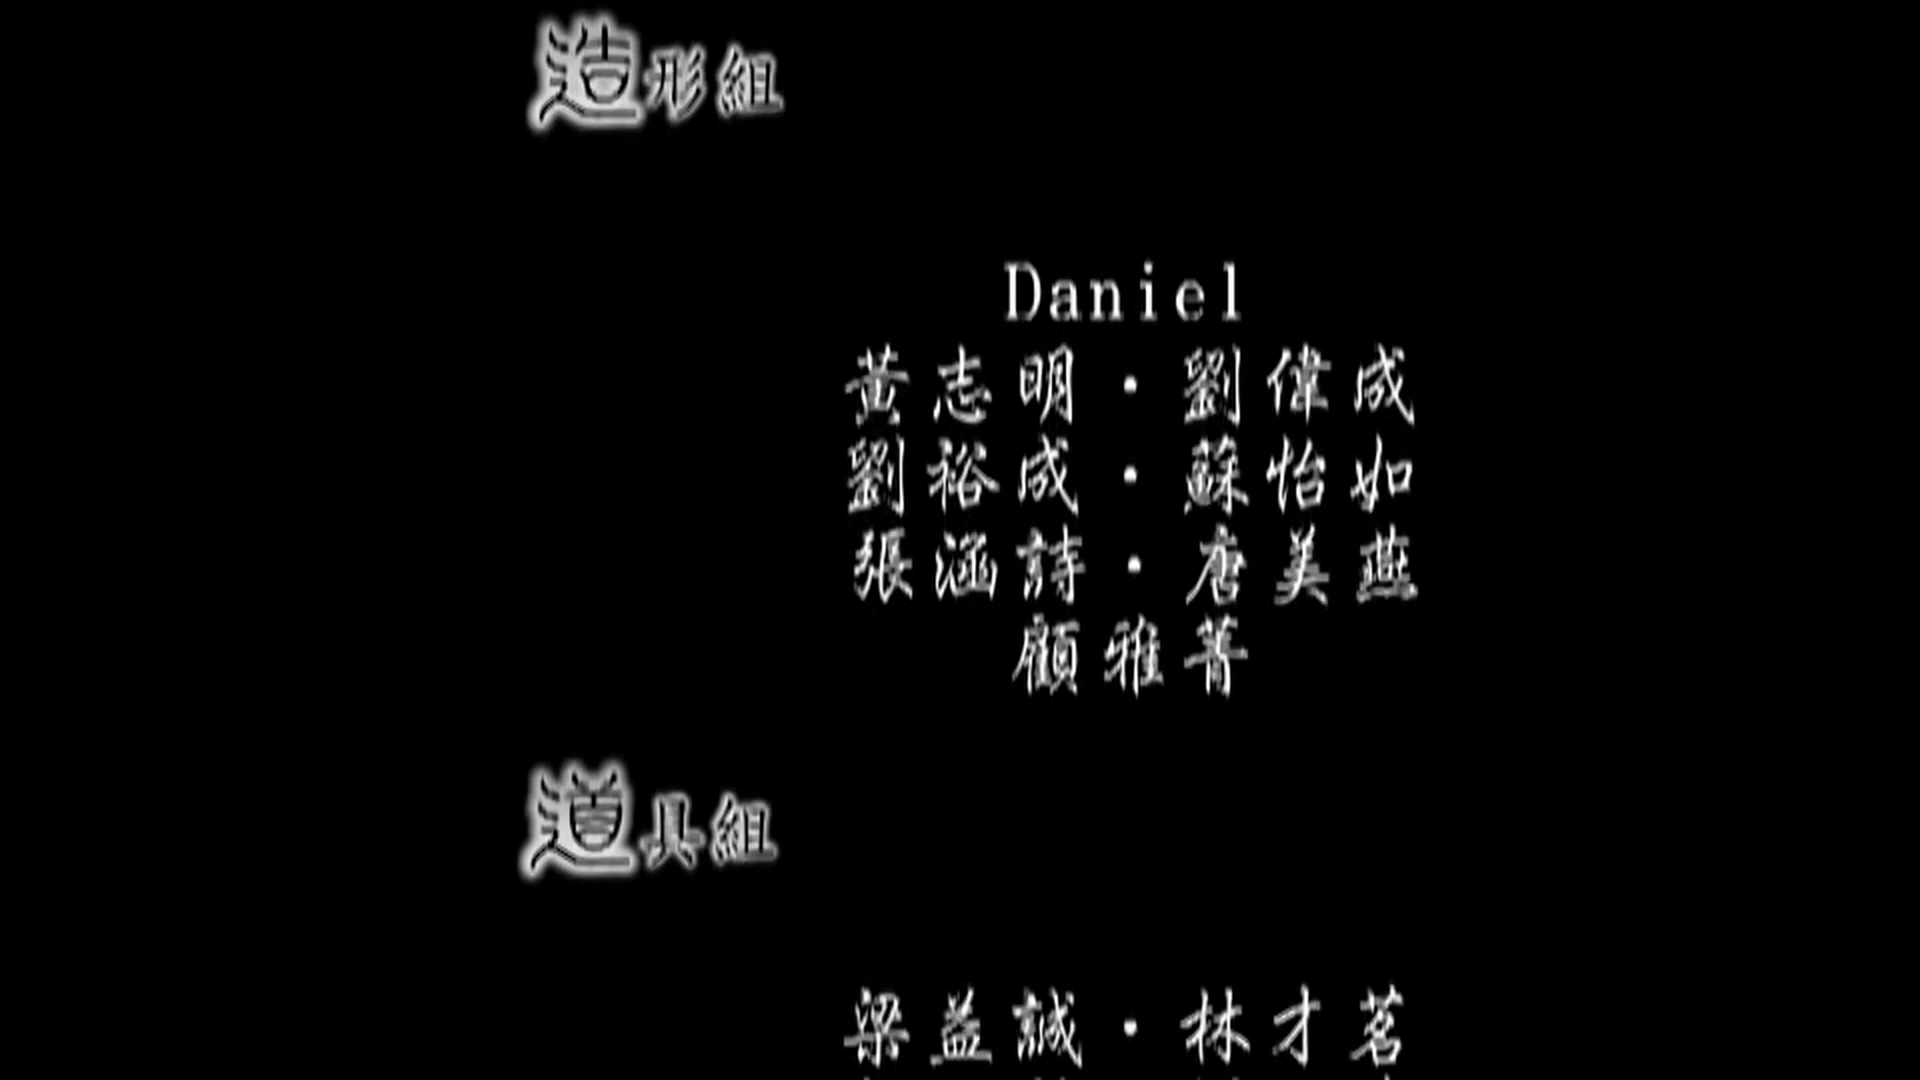 造形組
Daniel
黃志明・劉偉成
劉裕成・蘇怡如
張涵詩・唐美燕
顧雅菁
道具組
梁益誠・林才茗